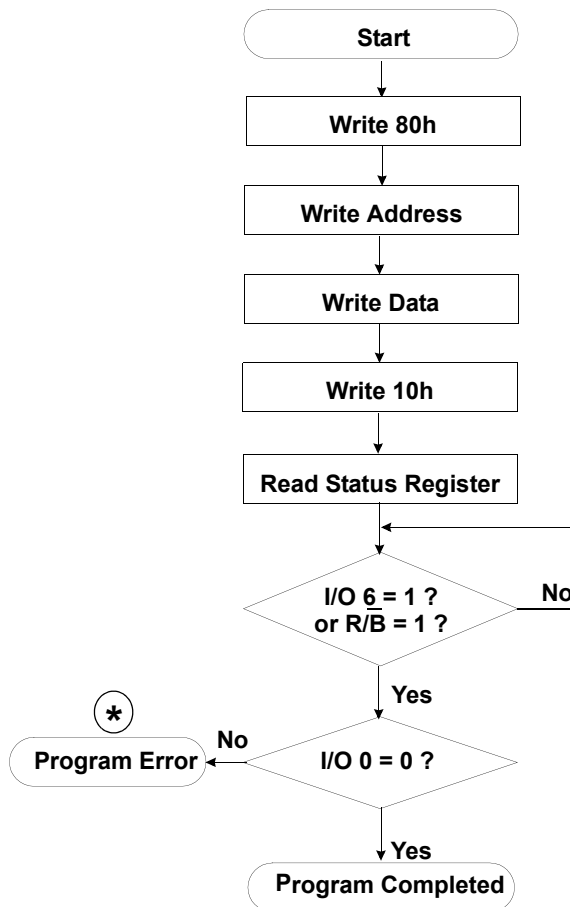 Start
Write 80h
Write Address
Write Data
Write 10h
Read Status Register
I/O 6 = 1 ?
or R/B = 1 ?
No
Yes
*
No
Program Error
I/O 0 = 0 ?
Yes
Program Completed